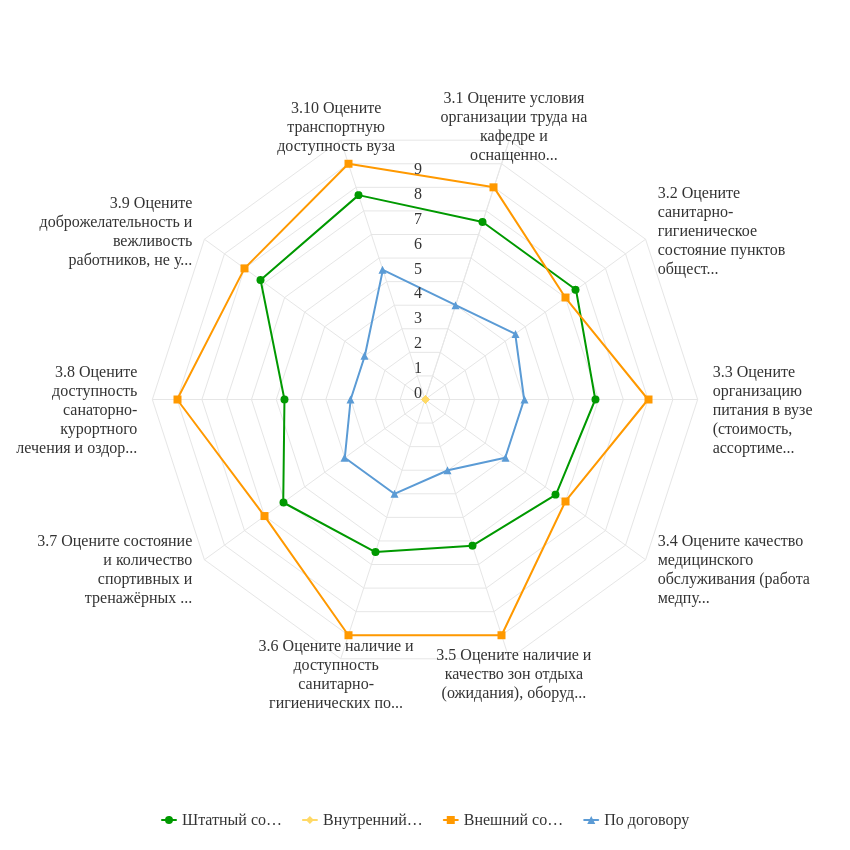 3.10 Оцените
транспортную
доступность вуза
3.1 Оцените условия
организации труда на
кафедре и
оснащенно...
3.2 Оцените
санитарно-
гигиеническое
состояние пунктов
общест...
3.3 Оцените
организацию
питания в вузе
(стоимость,
ассортиме...
3.4 Оцените качество
медицинского
обслуживания (работа
медпу...
3.5 Оцените наличие и
качество зон отдыха
(ожидания), оборуд...
3.6 Оцените наличие и
доступность
санитарно-
гигиенических по...
3.7 Оцените состояние
и количество
спортивных и
тренажёрных ...
3.8 Оцените
доступность
санаторно-
курортного
лечения и оздор...
3.9 Оцените
доброжелательность и
вежливость
работников, не у...
9
8
7
6
5
4
3
2
1
0
Штатный со… Внутренний… Внешний со… По договору